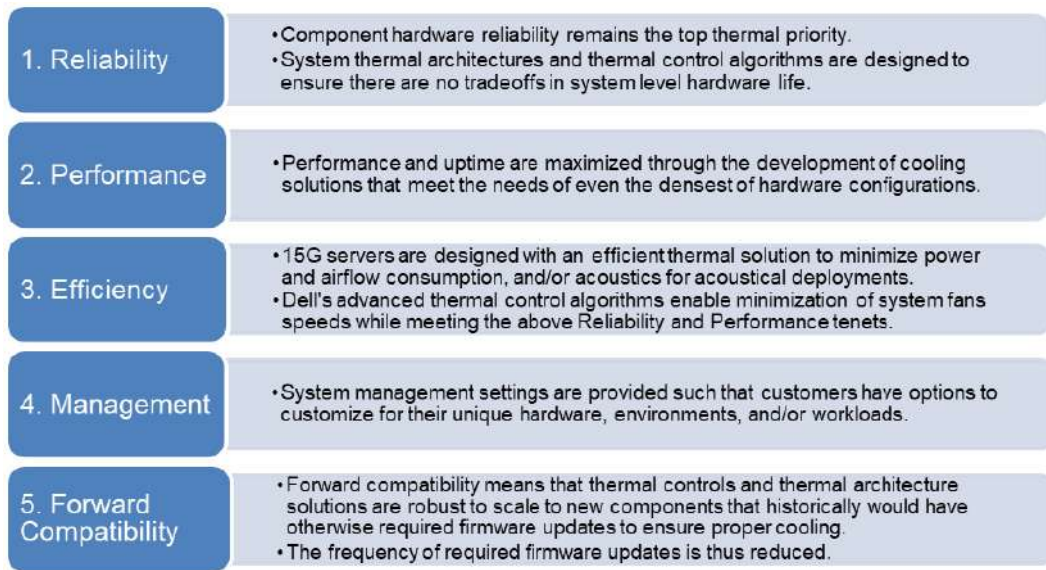 1. Reliability
•Component hardware reliability remains the top thermal priority.
•System thermal architectures and thermal control algorithms are designed to
ensure there are no tradeoffs in system level hardware life.
2. Performance
•Performance and uptime are maximized through the development of cooling
solutions that meet the needs of even the densest of hardware configurations.
3. Efficiency
•15G servers are designed with an efficient thermal solution to minimize power
and airflow consumption, and/or acoustics for acoustical deployments.
•Dell's advanced thermal control algorithms enable minimization of system fans
speeds while meeting the above Reliability and Performance tenets.
4. Management
•System management settings are provided such that customers have options to
customize for their unique hardware, environments, and/or workloads.
5. Forward
Compatibility
•Forward compatibility means that thermal controls and thermal architecture
solutions are robust to scale to new components that historically would have
otherwise required firmware updates to ensure proper cooling.
•The frequency of required firmware updates is thus reduced.